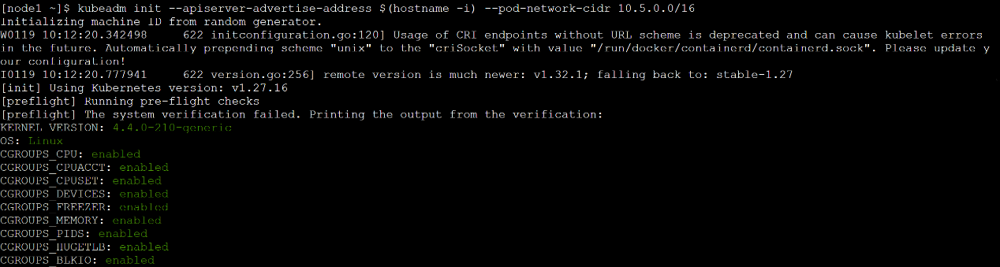 [node1 ~]$ kubeadm init --apiserver-advertise-address $(hostname -i) --pod-network-cidr 10.5.0.0/16
Initializing machine ID from random generator.
W0119 10:12:20.342498     622 initconfiguration.go:120] Usage of CRI endpoints without URL scheme is deprecated and can cause kubelet errors
in the future. Automatically prepending scheme "unix" to the "criSocket" with value "/run/docker/containerd/containerd.sock". Please update y
our configuration!
I0119 10:12:20.777941     622 version.go:256] remote version is much newer: v1.32.1; falling back to: stable-1.27
[init] Using Kubernetes version: v1.27.16
[preflight] Running pre-flight checks
[preflight] The system verification failed. Printing the output from the verification:
KERNEL_VERSION: 4.4.0-210-generic
OS: Linux
CGROUPS_CPU: enabled
CGROUPS_CPUACCT: enabled
CGROUPS_CPUSET: enabled
CGROUPS_DEVICES: enabled
CGROUPS_FREEZER: enabled
CGROUPS_MEMORY: enabled
CGROUPS_PIDS: enabled
CGROUPS_HUGETLB: enabled
CGROUPS_BLKIO: enabled